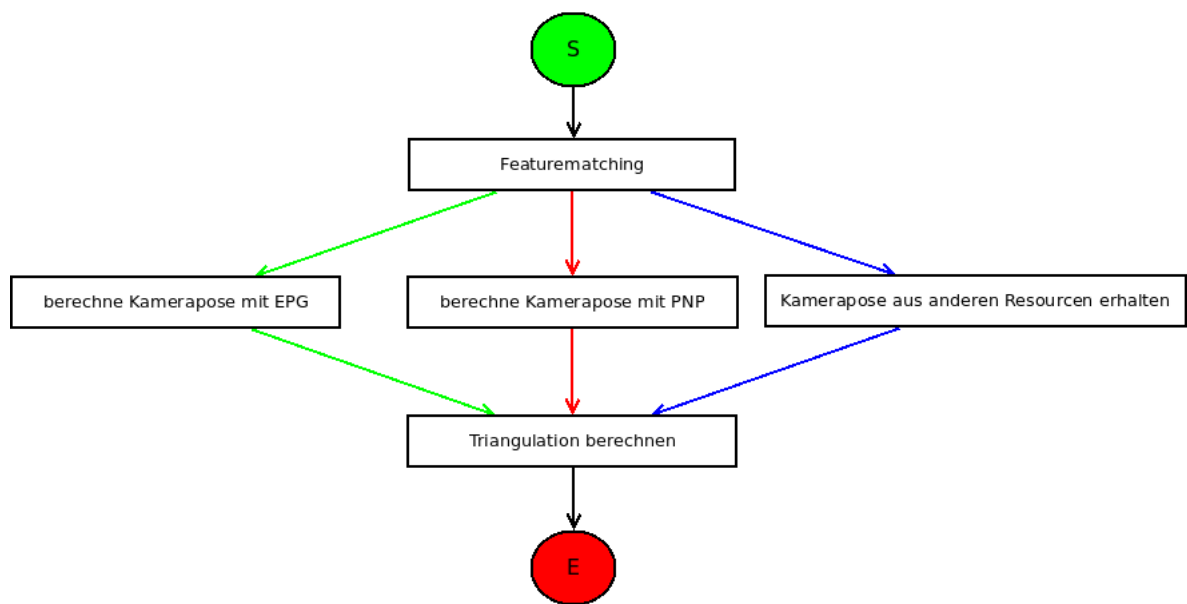 S
Featurematching
berechne Kamerapose mit EPG
berechne Kamerapose mit PNP
Kamerapose aus anderen Resourcen erhalten
Triangulation berechnen
E